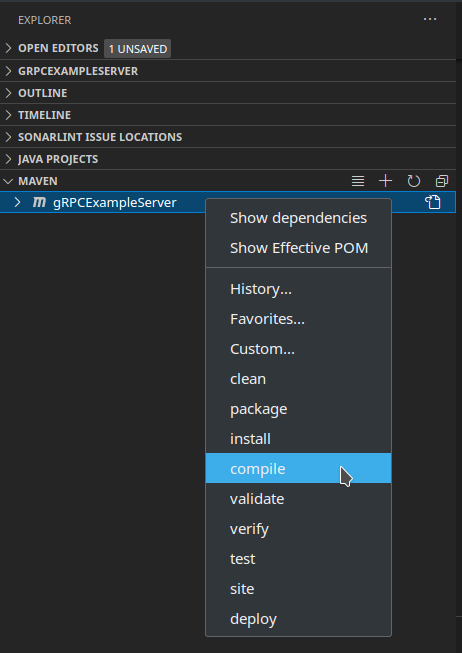 EXPLORER
OPEN EDITORS 1 UNSAVED
GRPCEXAMPLESERVER
OUTLINE
TIMELINE
SONARLINT ISSUE LOCATIONS
JAVA PROJECTS
MAVEN
m gRPCExampleServer
Show dependencies
Show Effective POM
History...
Favorites...
Custom...
clean
package
install
compile
validate
verify
test
site
deploy